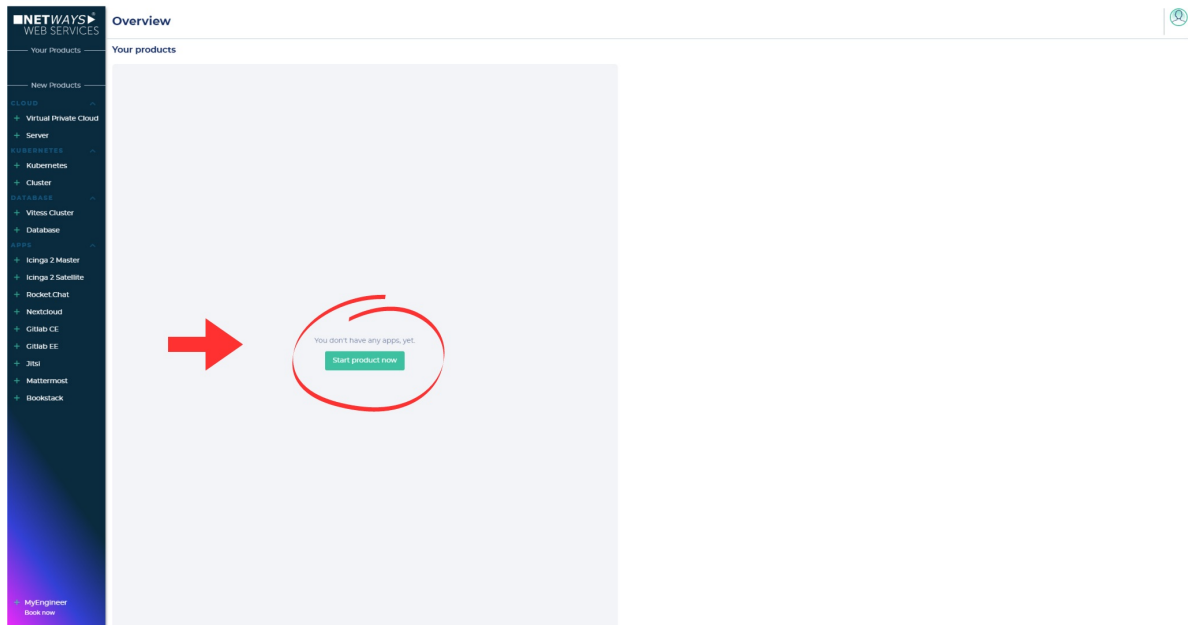 NETWAYS
WEB SERVICES
Your Products
New Products
CLOUD
+ Virtual Private Cloud
+ Server
KUBERNETES
+ Kubernetes
+ Cluster
DATABASE
+ Vitess Cluster
+ Database
APPS
+ Icinga 2 Master
+ Icinga 2 Satellite
+ Rocket.Chat
+ Nextcloud
+ Gitlab CE
+ Gitlab EE
+ Jitsi
+ Mattermost
+ Bookstack
+ MyEngineer
Book now
Overview
Your products
You don't have any apps, yet.
Start product now